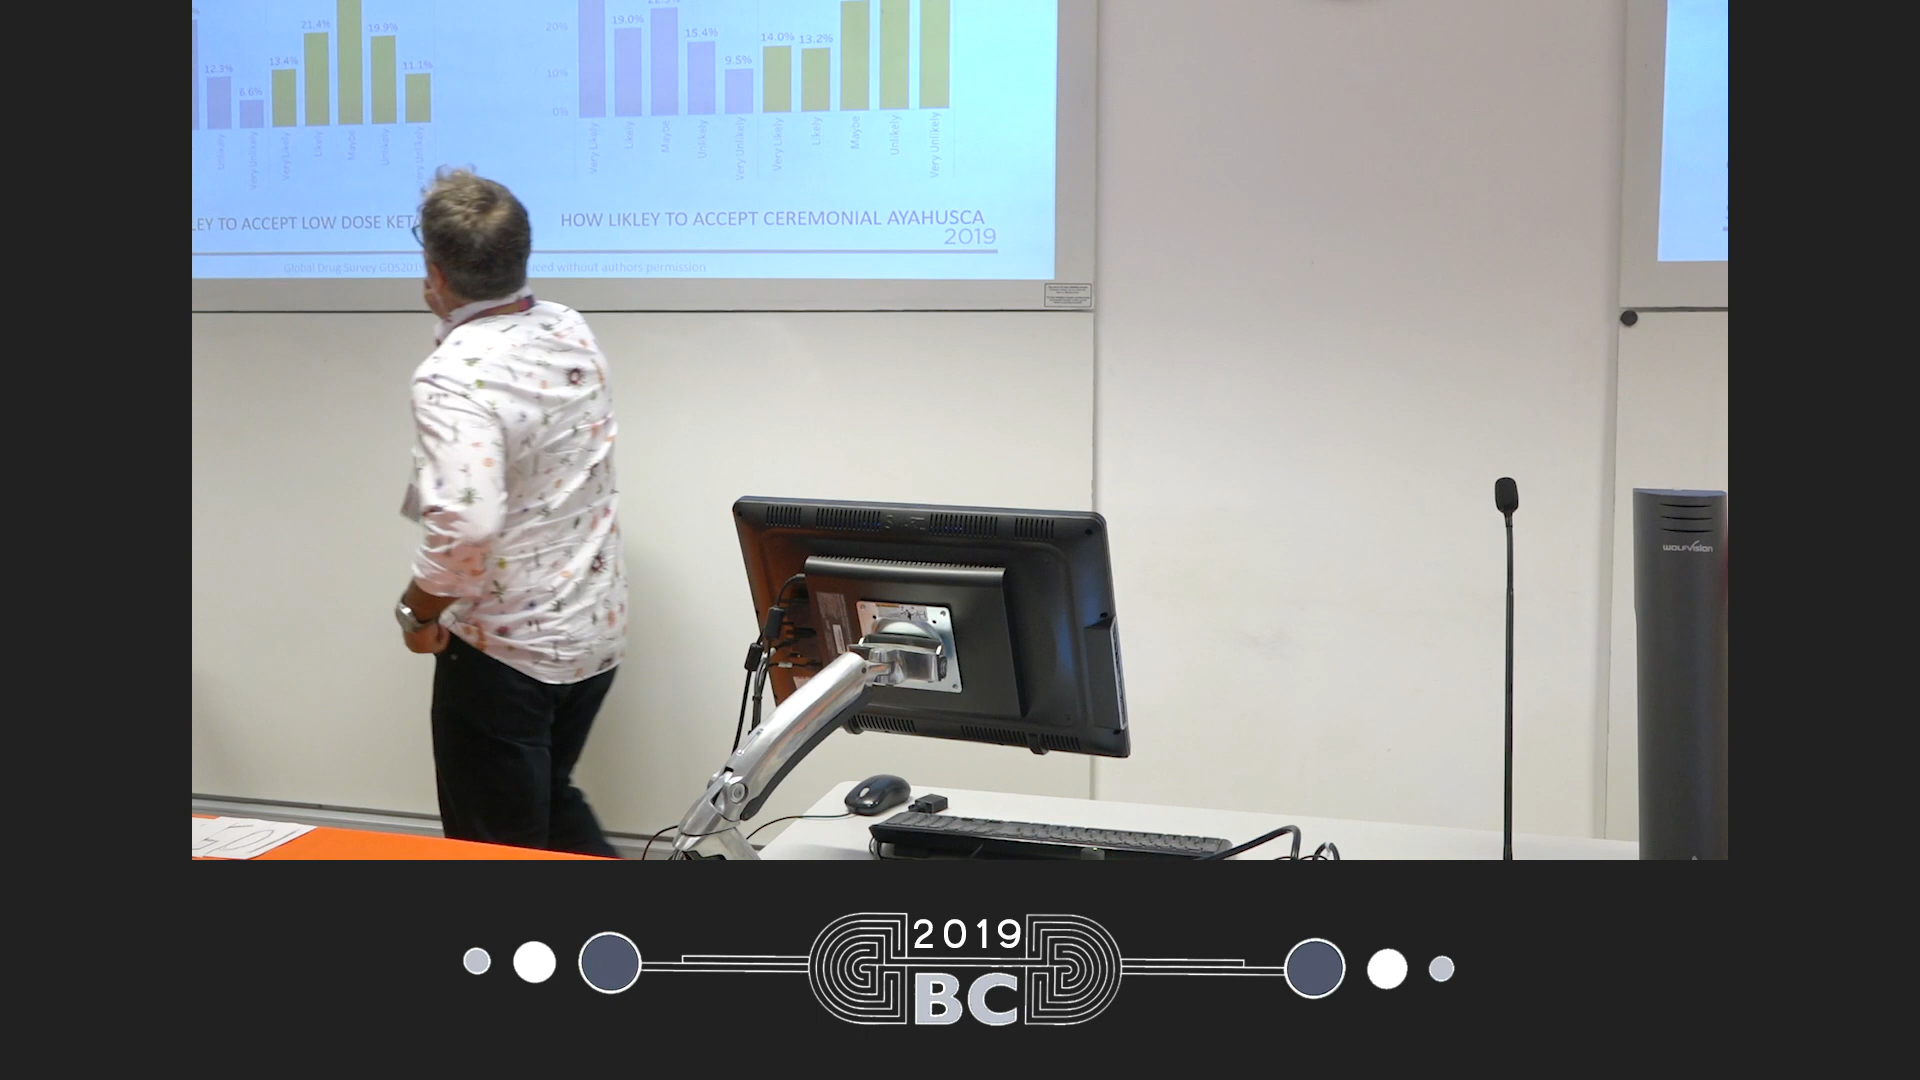 20%
10%
0%
12.3%
6.6%
13.4%
21.4%
19.9%
11.1%
19.0%
15.4%
9.5%
14.0%
13.2%
Unlikely
Very Unlikely
Very Likely
Likely
Maybe
Unlikely
Very Likely
Likely
Maybe
Unlikely
Very Unlikely
Very Likely
Likely
Maybe
Unlikely
Very Unlikely
TO ACCEPT LOW DOSE
HOW LIKLEY TO ACCEPT CEREMONIAL AYAHUSCA
2019
Global Drug Survey without authors permission
WOLFVISION
2019
BC